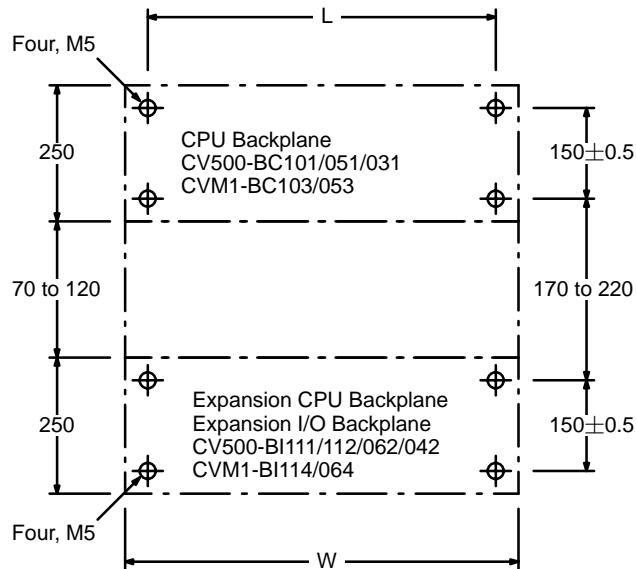 L
Four, M5
250
CPU Backplane
CV500-BC101/051/031
CVM1-BC103/053
150±0.5
70 to 120
170 to 220
250
Expansion CPU Backplane
Expansion I/O Backplane
CV500-BI111/112/062/042
CVM1-BI114/064
150±0.5
Four, M5
W